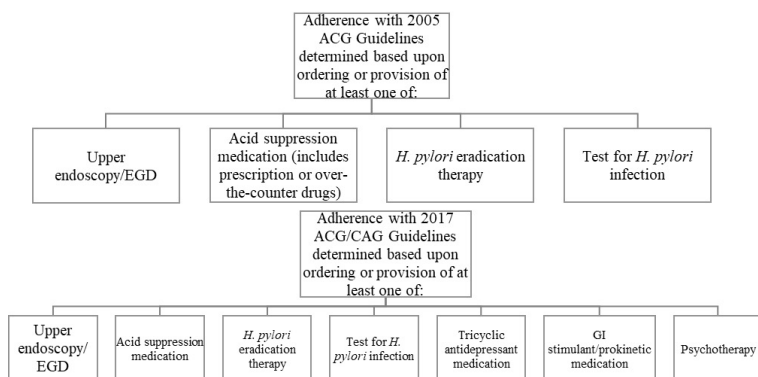 Adherence with 2005
ACG Guidelines
determined based upon
ordering or provision of
at least one of:
Upper
endoscopy/EGD
Acid suppression
medication (includes
prescription or over-
the-counter drugs)
H. pylori eradication
therapy
Test for H. pylori
infection
Adherence with 2017
ACG/CAG Guidelines
determined based upon
ordering or provision of at
least one of:
Upper
endoscopy/
EGD
Acid suppression
medication
H. pylori
eradication
therapy
Test for H.
pylori infection
Tricyclic
antidepressant
medication
GI
stimulant/prokinetic
medication
Psychotherapy